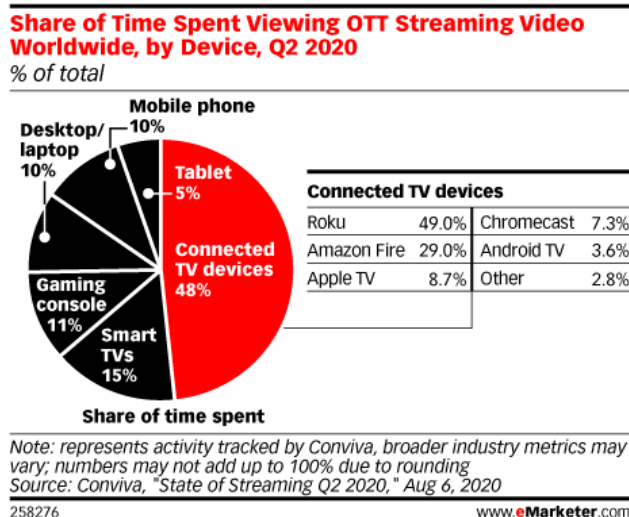 Share of Time Spent Viewing OTT Streaming Video
Worldwide, by Device, Q2 2020
% of total
Mobile phone
10%
Desktop/
laptop
10%
Tablet
5%
Connected
TV devices
48%
Gaming
console
11%
Smart
TVs
15%
Share of time spent
Connected TV devices
Roku 49.0% Chromecast 7.3%
Amazon Fire 29.0% Android TV 3.6%
Apple TV 8.7% Other 2.8%
Note: represents activity tracked by Conviva, broader industry metrics may
vary; numbers may not add up to 100% due to rounding
Source: Conviva, "State of Streaming Q2 2020," Aug 6, 2020
258276 www.eMarketer.com